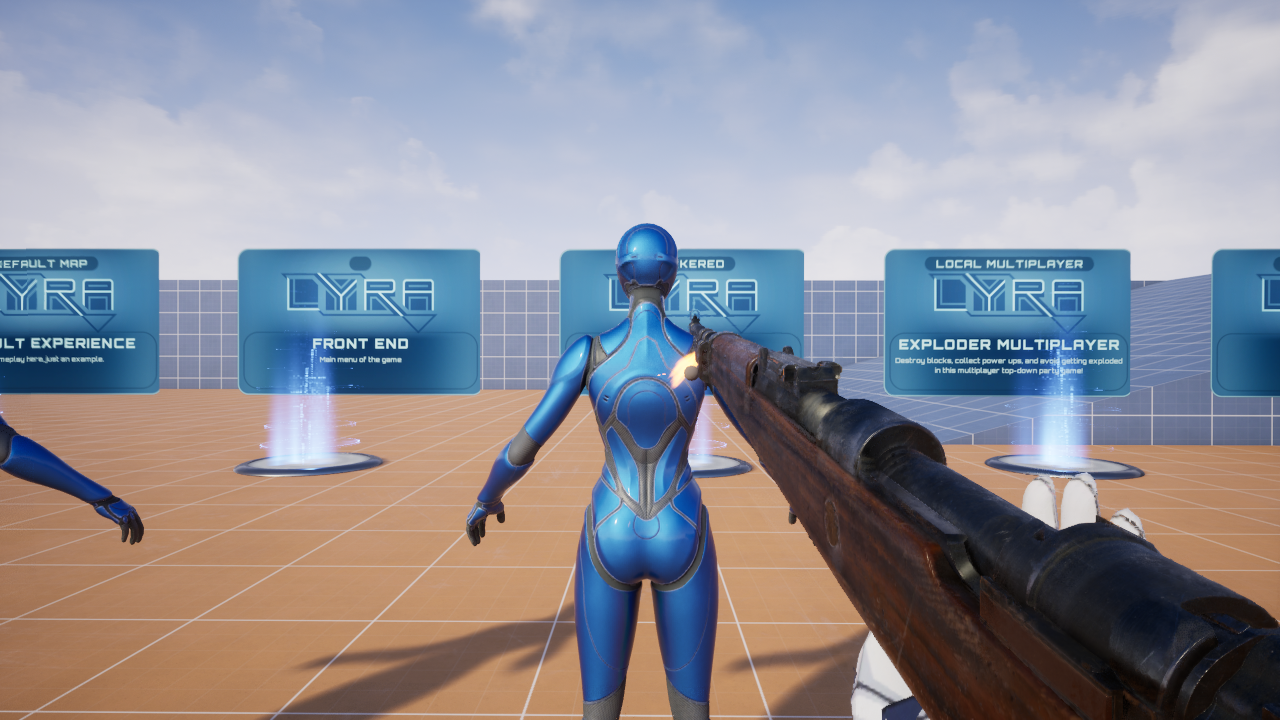 DEFAULT MAP
LYRA
ULT EXPERIENCE
meplay here, just an example.
LYRA
FRONT END
Main menu of the game
KERED
LYRA
LOCAL MULTIPLAYER
LYRA
EXPLODER MULTIPLAYER
Destroy blocks, collect power ups, and avoid getting exploded
in this multiplayer top-down party game!